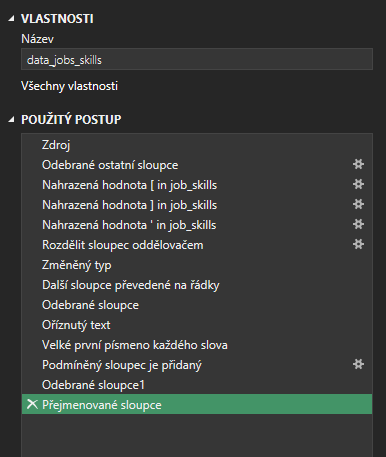 VLASTNOSTI
Název
data_jobs_skills
Všechny vlastnosti
POUŽITÝ POSTUP
Zdroj
Odebrané ostatní sloupce
Nahrazená hodnota [ in job_skills
Nahrazená hodnota ] in job_skills
Nahrazená hodnota ' in job_skills
Rozdělit sloupec oddělovačem
Změněný typ
Další sloupce převedené na řádky
Odebrané sloupce
Oříznutý text
Velké první písmeno každého slova
Podmíněný sloupec je přidaný
Odebrané sloupce1
Přejmenované sloupce